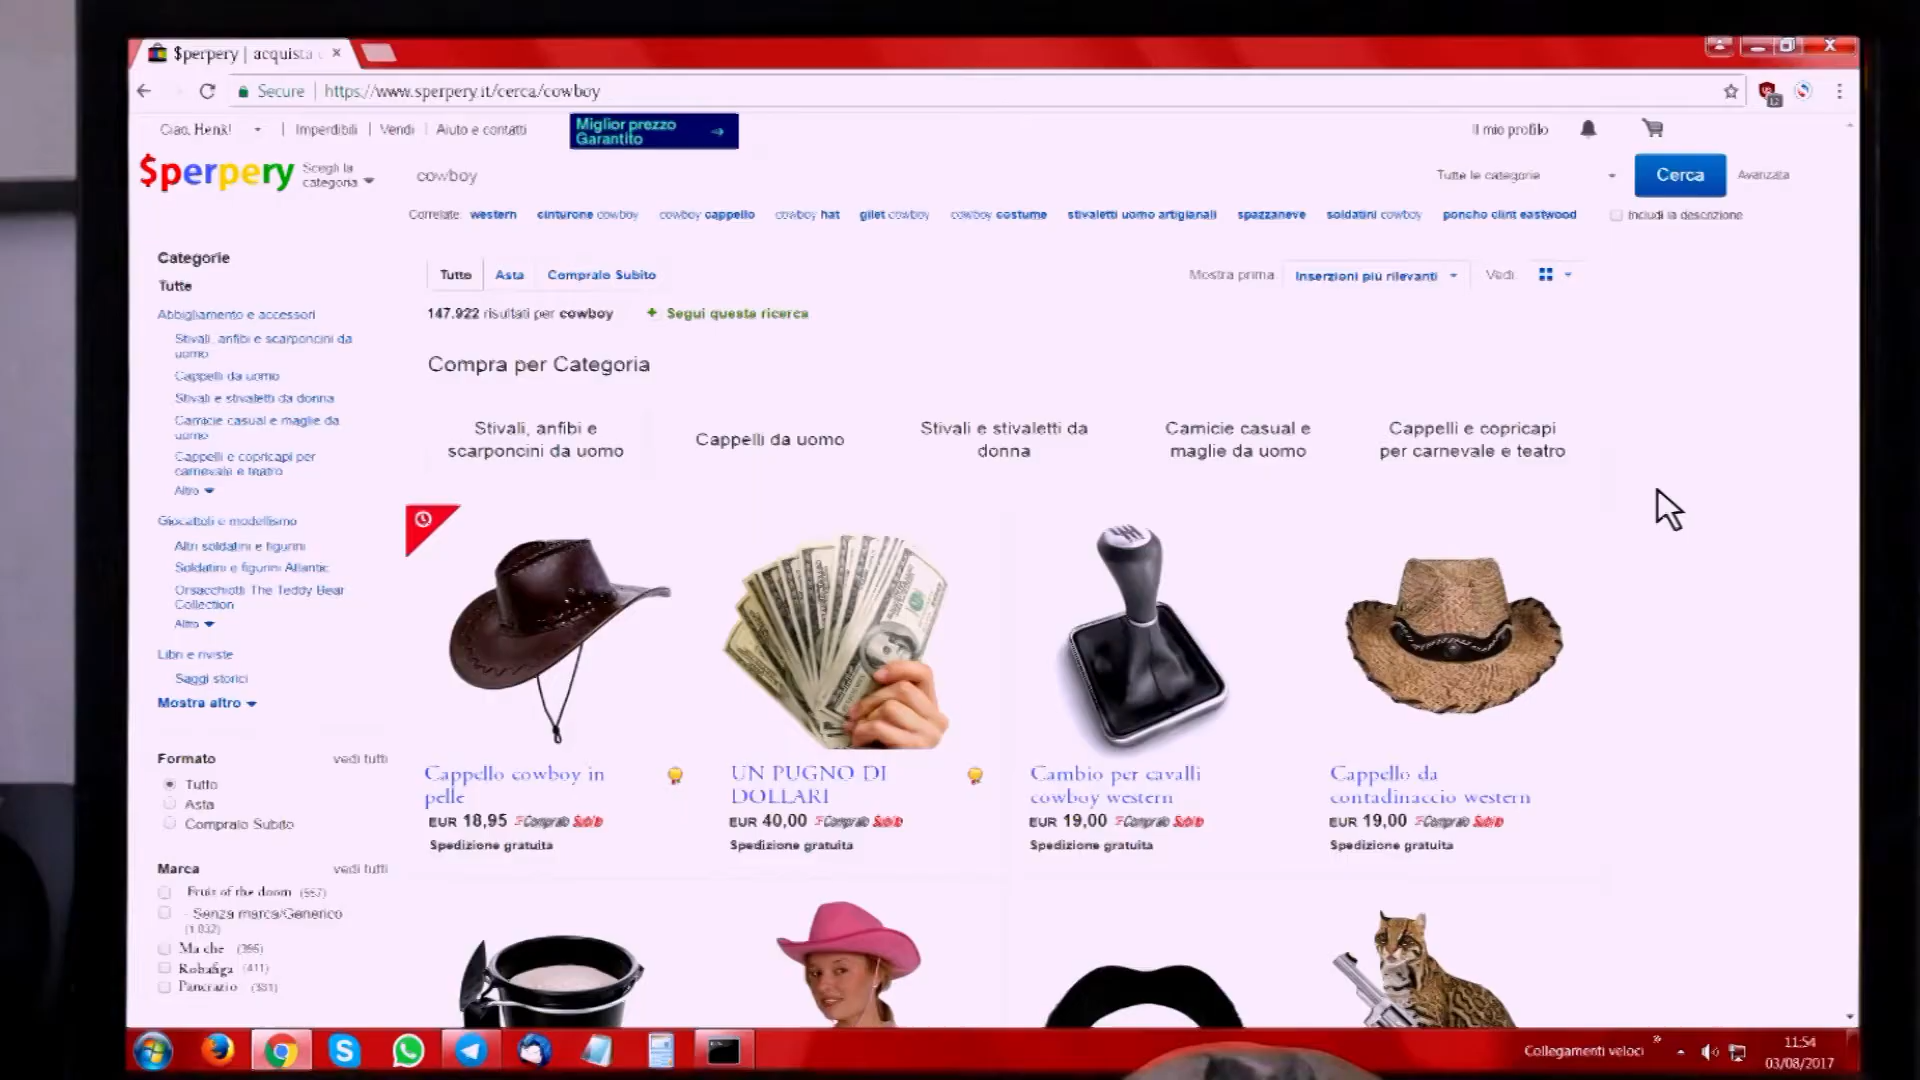 $perpery | acquista
Secure
https://www.sperpery.it/cerca/cowboy
Ciao, Henk!
Imperdibili
Vendi
Aiuto e contatti
Miglior prezzo
Garantito
Il mio profilo
$perpery
Scegli la
categoria
cowboy
Tutte le categorie
Cerca
Avanzata
Correlate: western cinturone cowboy cowboy cappello cowboy hat gilet cowboy cowboy costume stivaletti uomo artigianali spazzaneve soldatini cowboy poncho clint eastwood
Includi la descrizione
Categorie
Tutte
Abbigliamento e accessori
Stivali, anfibi e scarponcini da
uomo
Cappelli da uomo
Stivali e stivaletti da donna
Camicie casual e maglie da
uomo
Cappelli e copricapi per
carnevale e teatro
Altro
Giocattoli e modellismo
Altri soldatini e figurini
Soldatini e figurini Atlantic
Orsacchiotti The Teddy Bear
Collection
Altro
Libri e riviste
Saggi storici
Mostra altro
Formato
vedi tutti
Tutto
Asta
Compralo Subito
Marca
vedi tutti
Fruit of the doom (557)
- Senza marca/Generico
(1.032)
Ma che (366)
Robafiga (411)
Pancrazio (381)
Tutto
Asta
Compralo Subito
Mostra prima
Inserzioni più rilevanti
Vedi
147.922 risultati per cowboy
+ Segui questa ricerca
Compra per Categoria
Stivali, anfibi e
scarponcini da uomo
Cappelli da uomo
Stivali e stivaletti da
donna
Camicie casual e
maglie da uomo
Cappelli e copricapi
per carnevale e teatro
Cappello cowboy in
pelle
EUR 18,95 Compralo Subito
Spedizione gratuita
UN PUGNO DI
DOLLARI
EUR 40,00 Compralo Subito
Spedizione gratuita
Cambio per cavalli
cowboy western
EUR 19,00 Compralo Subito
Spedizione gratuita
Cappello da
contadinaccio western
EUR 19,00 Compralo Subito
Spedizione gratuita
Collegamenti veloci
11:54
03/08/2017